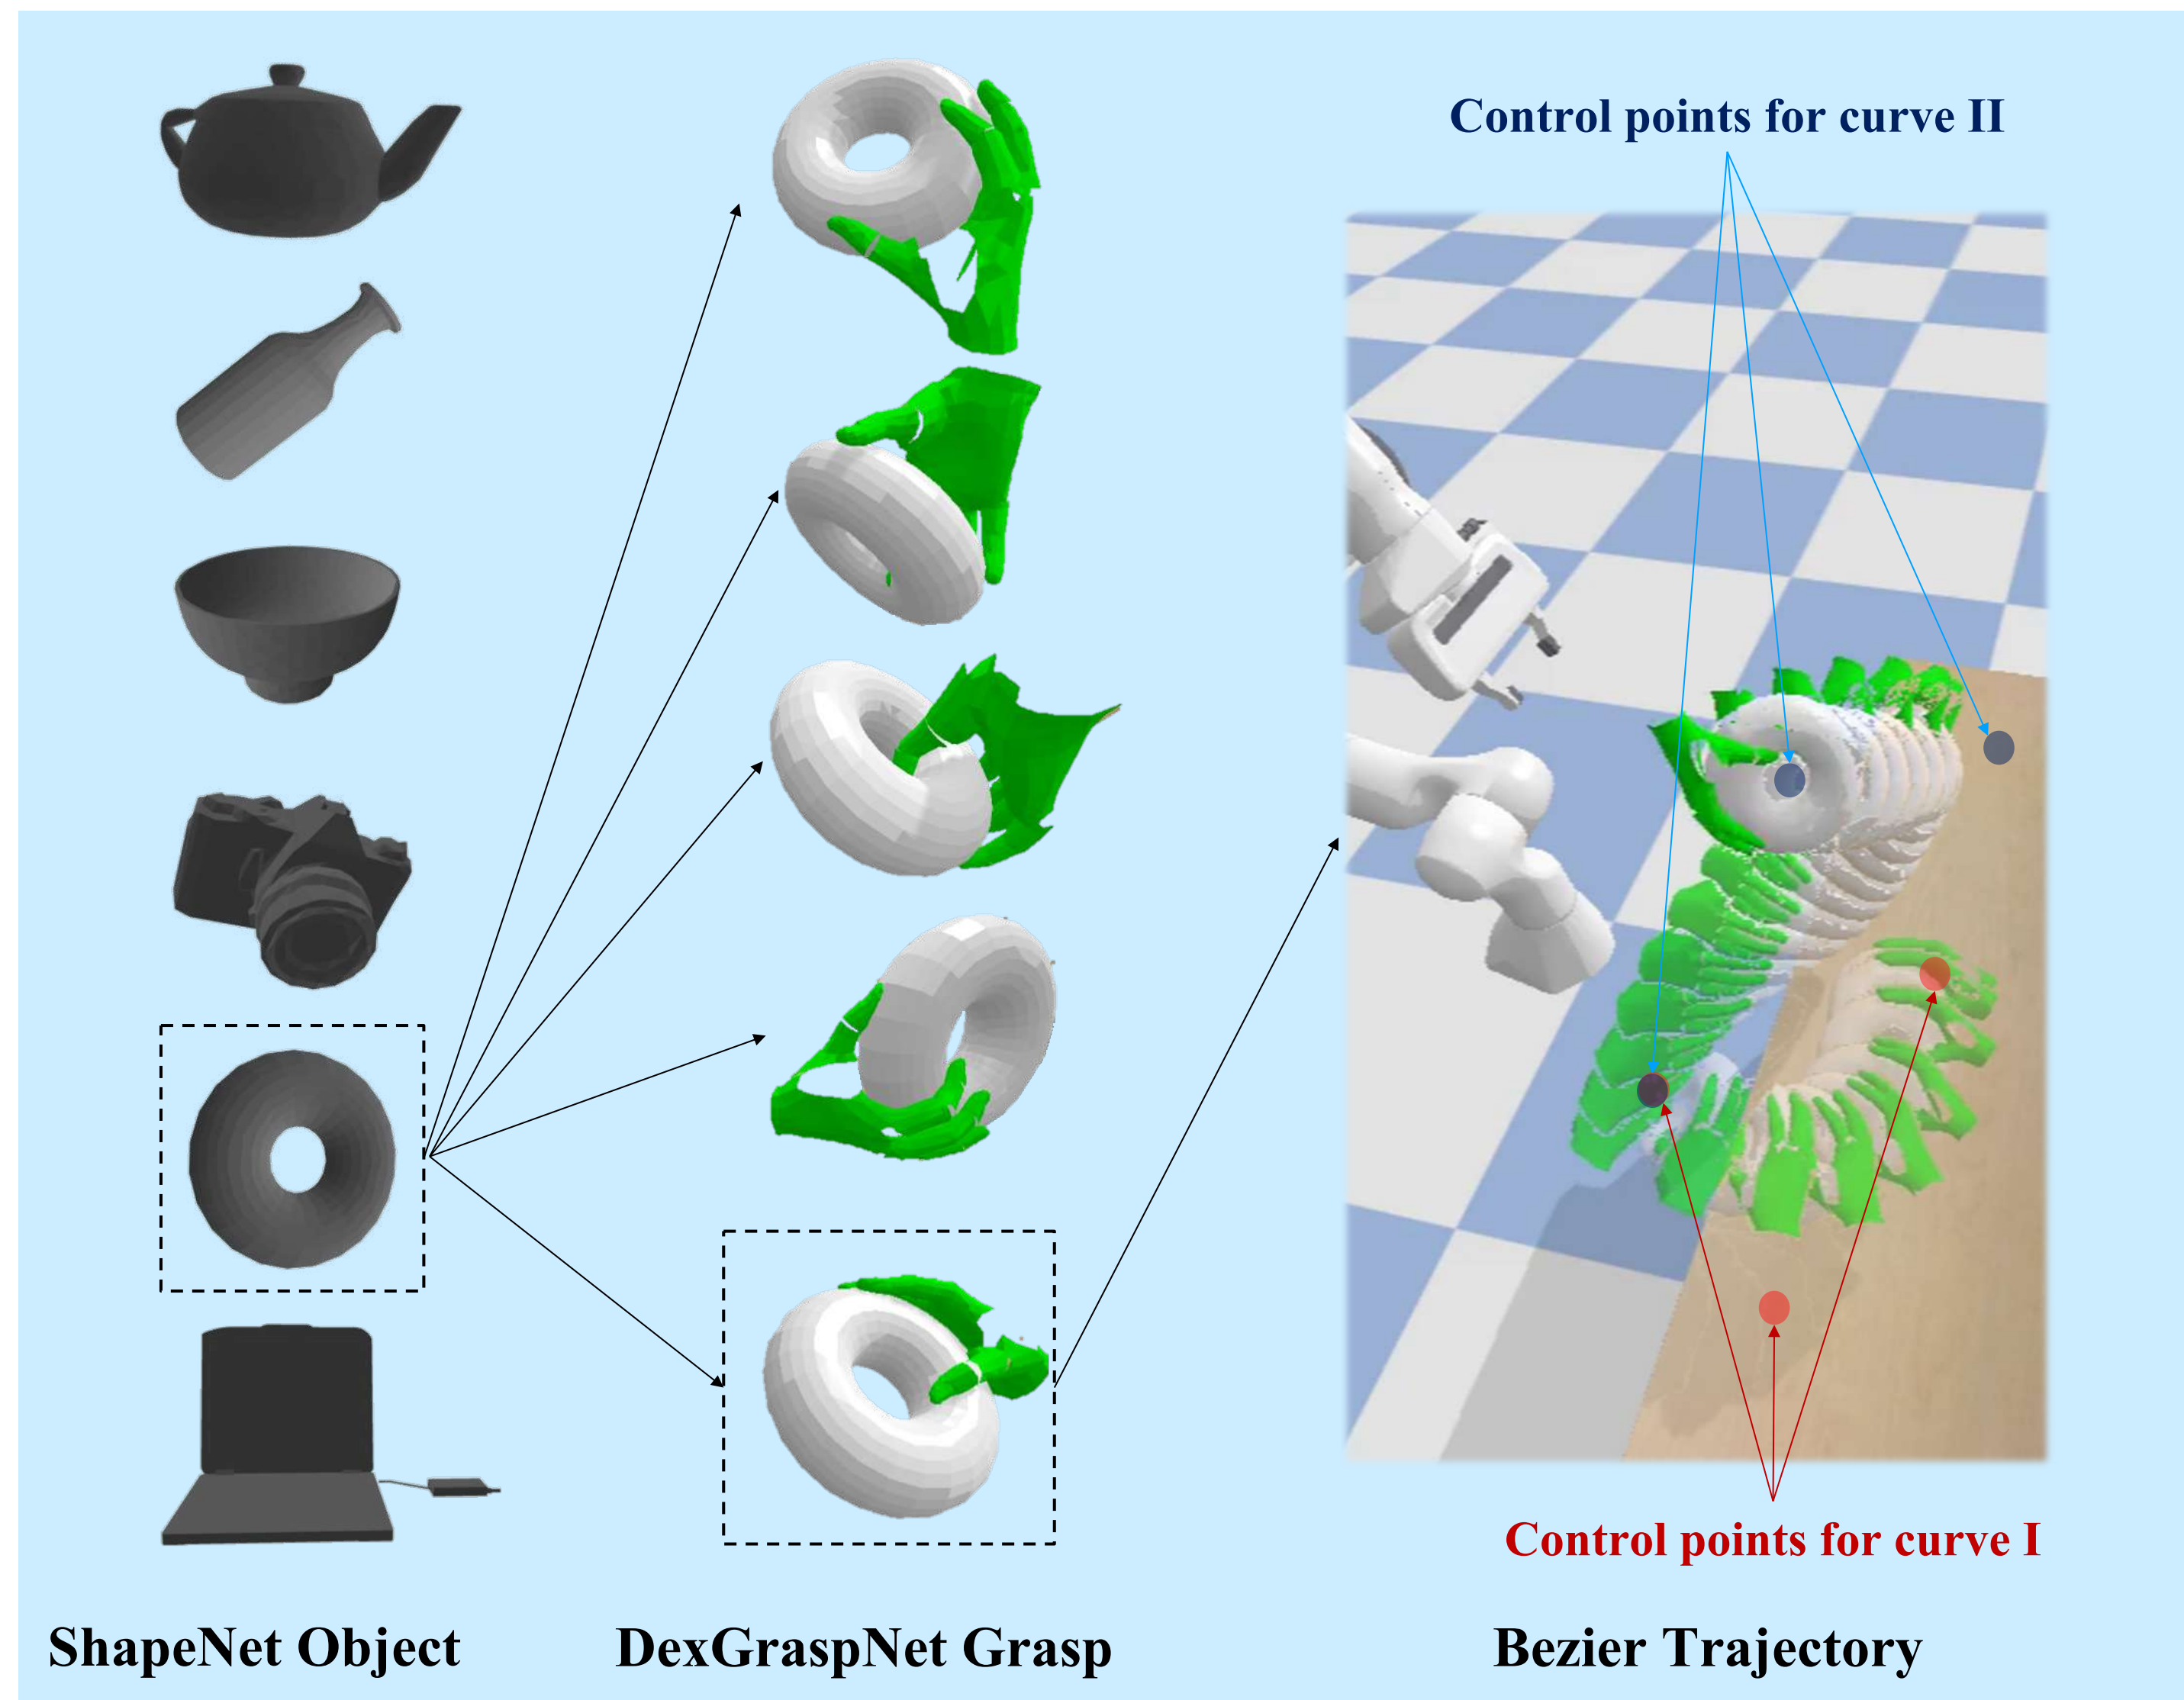 Control points for curve II
Control points for curve I
ShapeNet Object
DexGraspNet Grasp
Bezier Trajectory